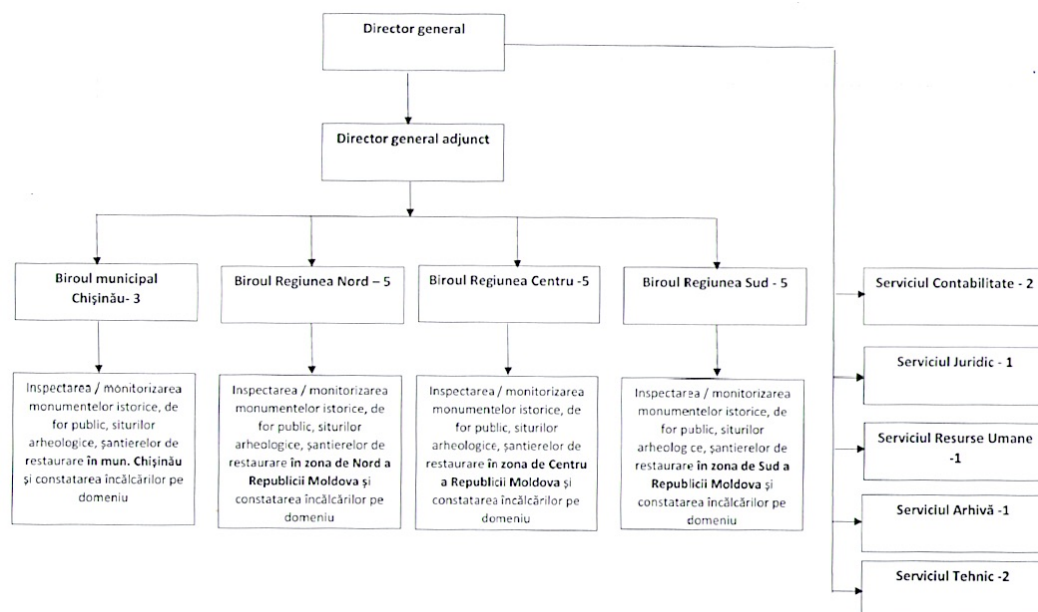 Director general
Director general adjunct
Biroul municipal
Chișinău- 3
Biroul Regiunea Nord – 5
Biroul Regiunea Centru -5
Biroul Regiunea Sud - 5
Inspectarea / monitorizarea
monumentelor istorice, de
for public, siturilor
arheologice, șantierelor de
restaurare în mun. Chișinău
și constatarea încălcărilor pe
domeniu
Inspectarea / monitorizarea
monumentelor istorice, de
for public, siturilor
arheologice, șantierelor de
restaurare în zona de Nord a
Republicii Moldova și
constatarea încălcărilor pe
domeniu
Inspectarea / monitorizarea
monumentelor istorice, de
for public, siturilor
arheologice, șantierelor de
restaurare în zona de Centru
a Republicii Moldova și
constatarea încălcărilor pe
domeniu
Inspectarea / monitorizarea
monumentelor istorice, de
for public, siturilor
arheologice, șantierelor de
restaurare în zona de Sud a
Republicii Moldova și
constatarea încălcărilor pe
domeniu
Serviciul Contabilitate - 2
Serviciul Juridic - 1
Serviciul Resurse Umane
-1
Serviciul Arhivă -1
Serviciul Tehnic -2